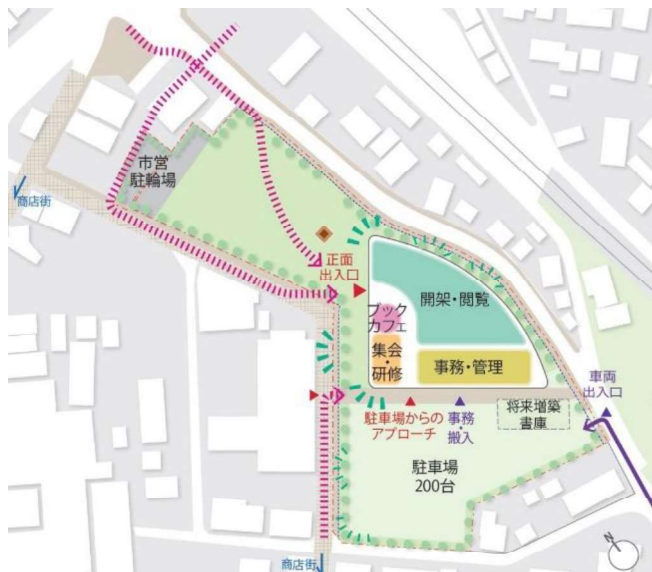 市営
駐輪場
商店街
正面
出入口
開架・閲覧
ブック
カフェ
集会
・
研修
事務・管理
車両
出入口
駐車場からの
アプローチ
事務
・
搬入
将来増築
書庫
駐車場
200台
N
商店街